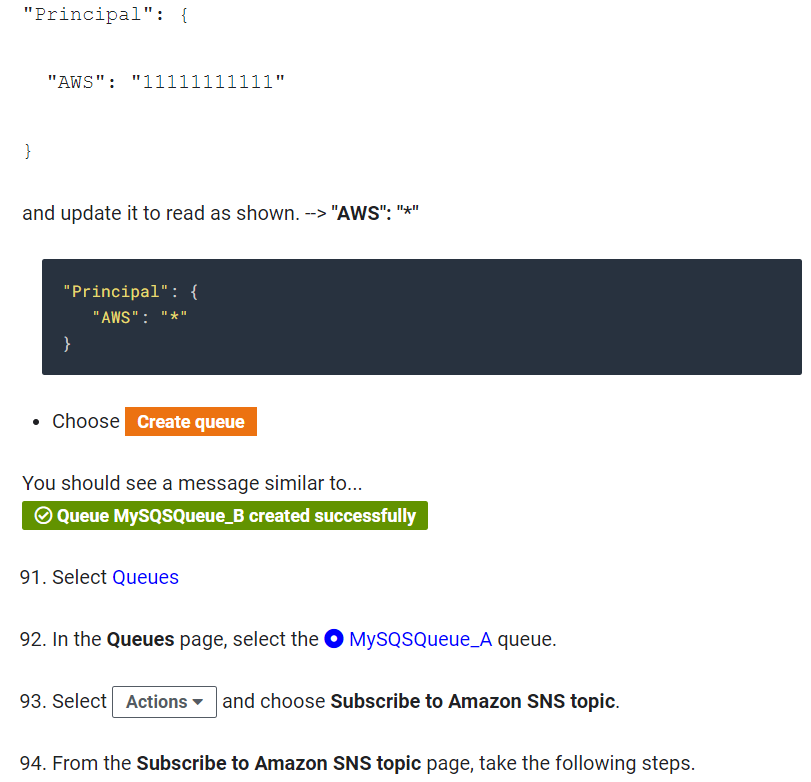 "Principal": {
"AWS": "11111111111"
}
and update it to read as shown. --> "AWS": "*"
"Principal": {
"AWS": "*"
}
• Choose Create queue
You should see a message similar to...
Queue MySQSQueue_B created successfully
91. Select Queues
92. In the Queues page, select the MySQSQueue_A queue.
93. Select Actions and choose Subscribe to Amazon SNS topic.
94. From the Subscribe to Amazon SNS topic page, take the following steps.